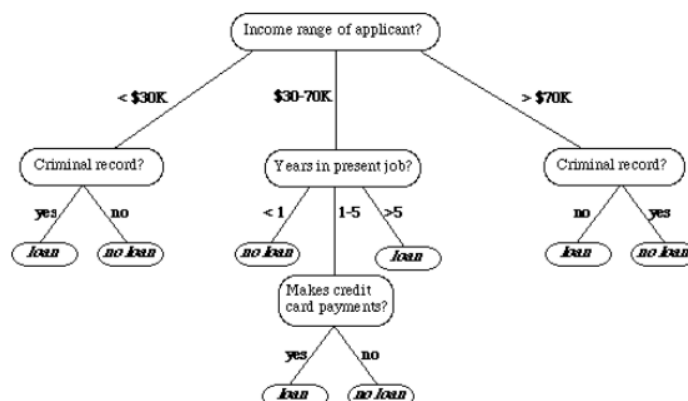 Income range of applicant?
< $30K
$30-70K
> $70K
Criminal record?
Years in present job?
Criminal record?
yes
no
< 1
1-5
>5
no
yes
loan
no loan
no loan
loan
loan
no loan
Makes credit
card payments?
yes
no
loan
no loan